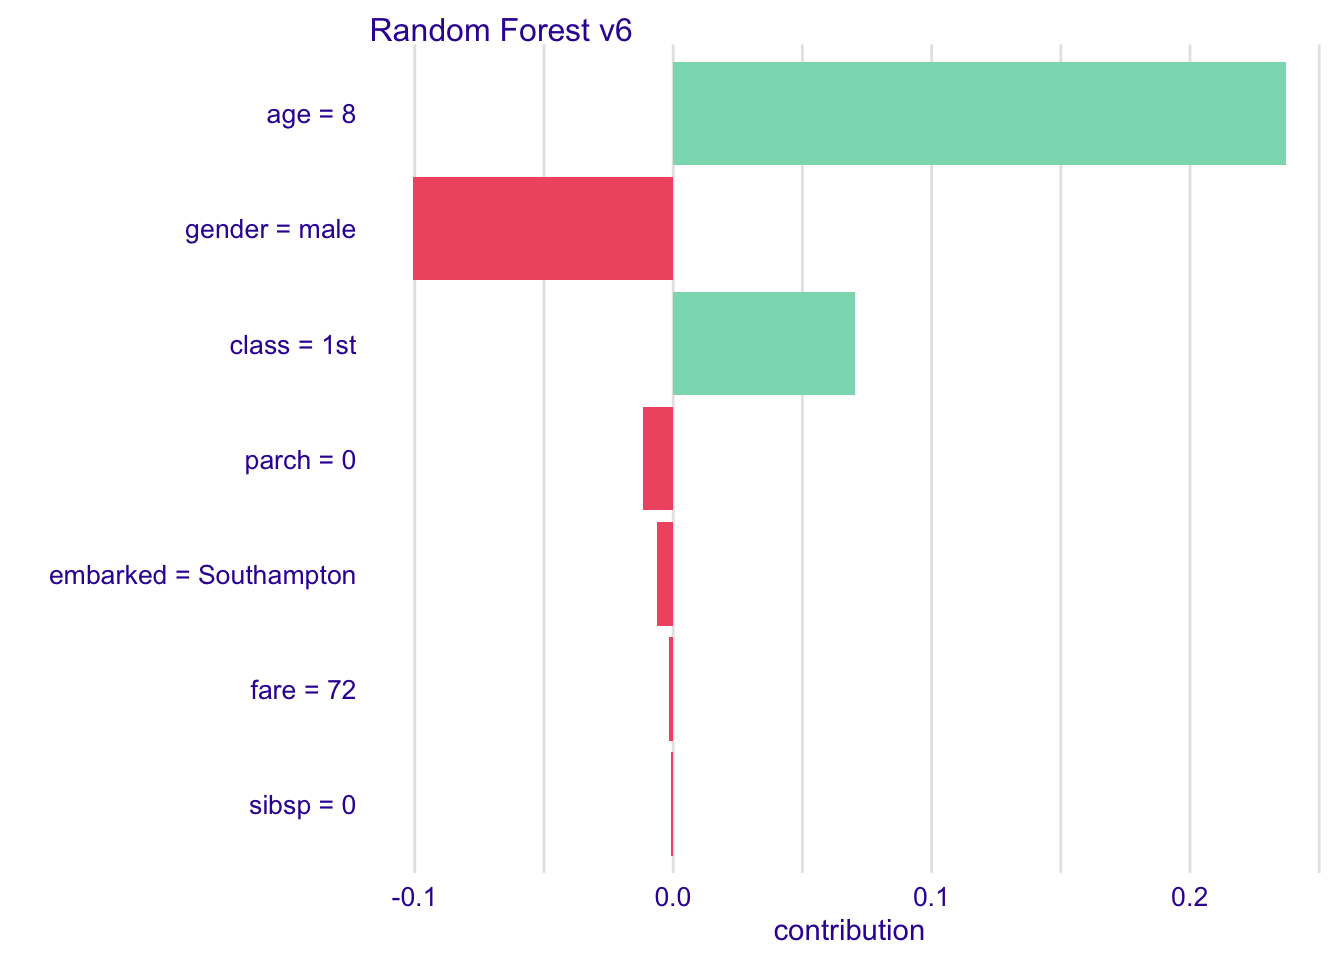 Random Forest v6
age = 8
gender = male
class = 1st
parch = 0
embarked = Southampton
fare = 72
sibsp = 0
-0.1 0.0 0.1 0.2
contribution